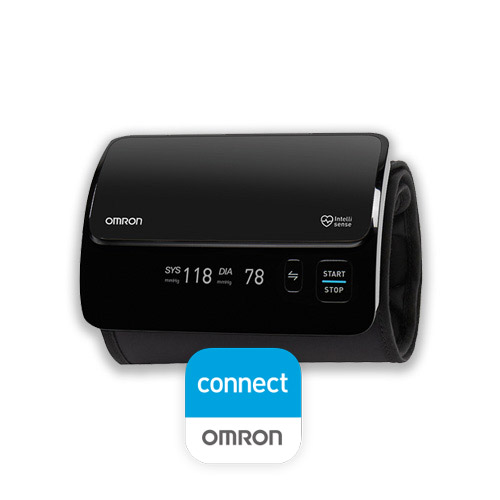 OMRON
Intelli
sense
SYS 118 DIA 78
mmHg mmHg
START
STOP
connect
OMRON